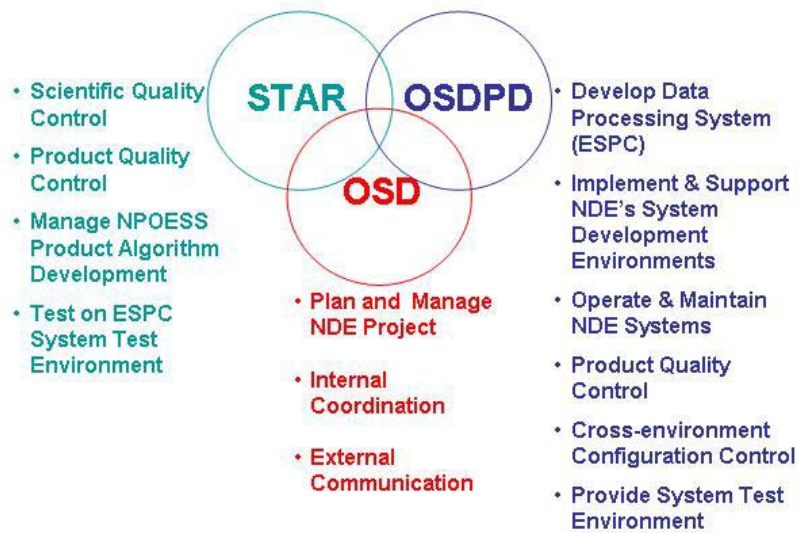 STAR
OSDPD
OSD
• Scientific Quality
Control
• Product Quality
Control
• Manage NPOESS
Product Algorithm
Development
• Test on ESPC
System Test
Environment
• Plan and Manage
NDE Project
• Internal
Coordination
• External
Communication
• Develop Data
Processing System
(ESPC)
• Implement & Support
NDE's System
Development
Environments
• Operate & Maintain
NDE Systems
• Product Quality
Control
• Cross-environment
Configuration Control
• Provide System Test
Environment